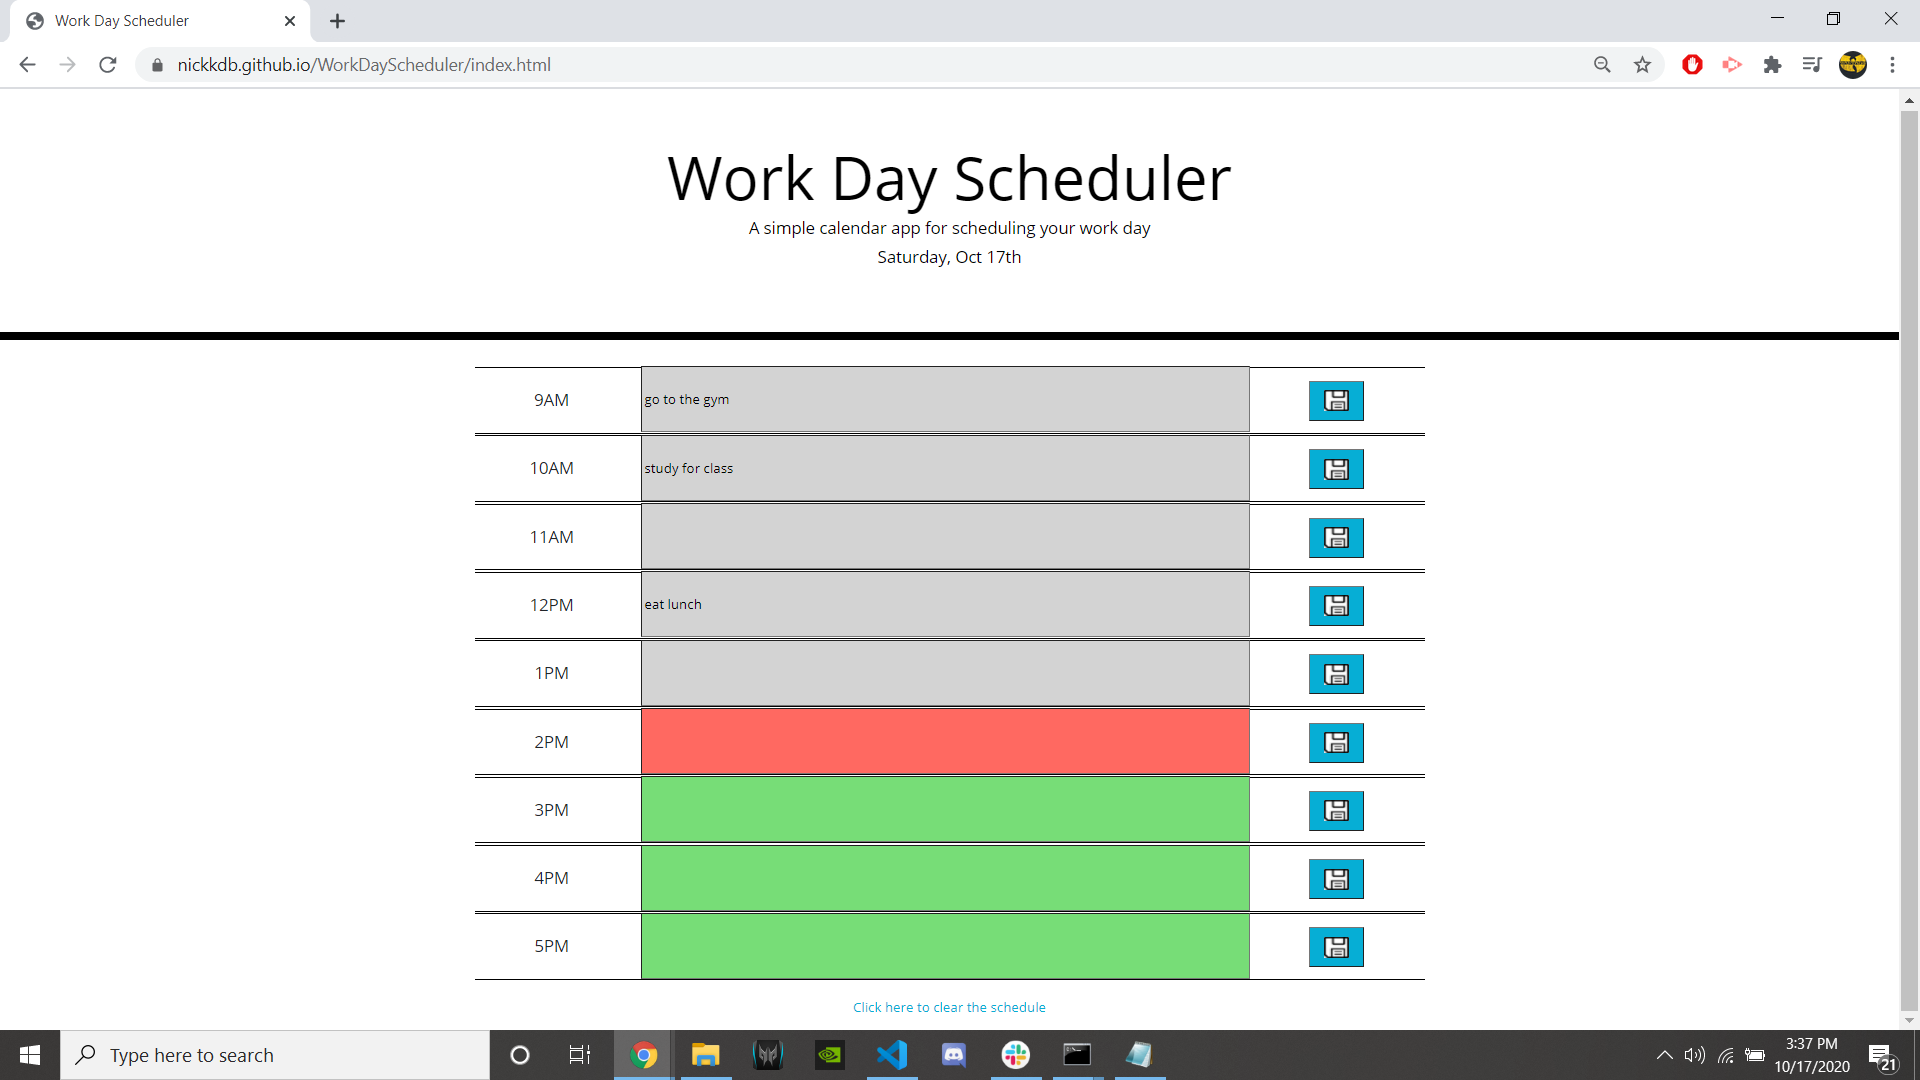 Work Day Scheduler
nickkdb.github.io/WorkDayScheduler/index.html
Work Day Scheduler
A simple calendar app for scheduling your work day
Saturday, Oct 17th
9AM go to the gym
10AM study for class
11AM
12PM eat lunch
1PM
2PM
3PM
4PM
5PM
Click here to clear the schedule
Type here to search
3:37 PM
10/17/2020
21